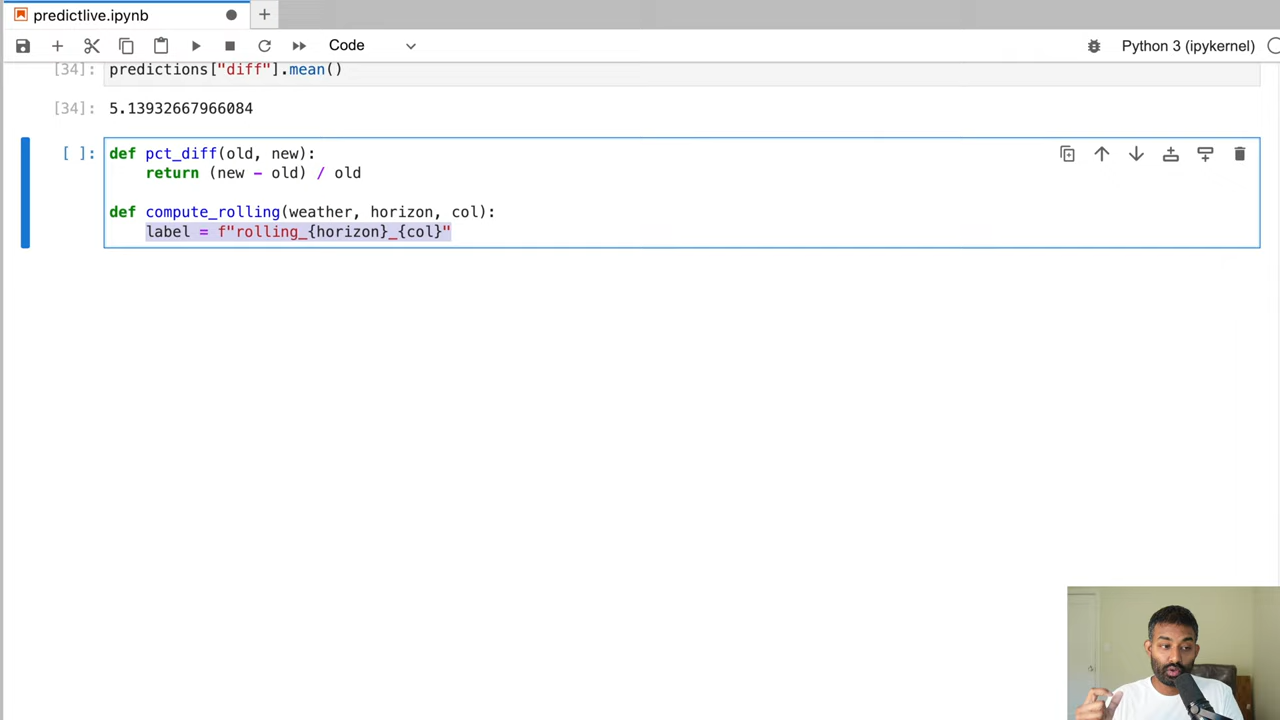 predictlive.ipynb
Code
Python 3 (ipykernel)
[34]: predictions["diff"].mean()
[34]: 5.13932667966084
[ ]: def pct_diff(old, new):
    return (new - old) / old
def compute_rolling(weather, horizon, col):
    label = f"rolling_{horizon}_{col}"